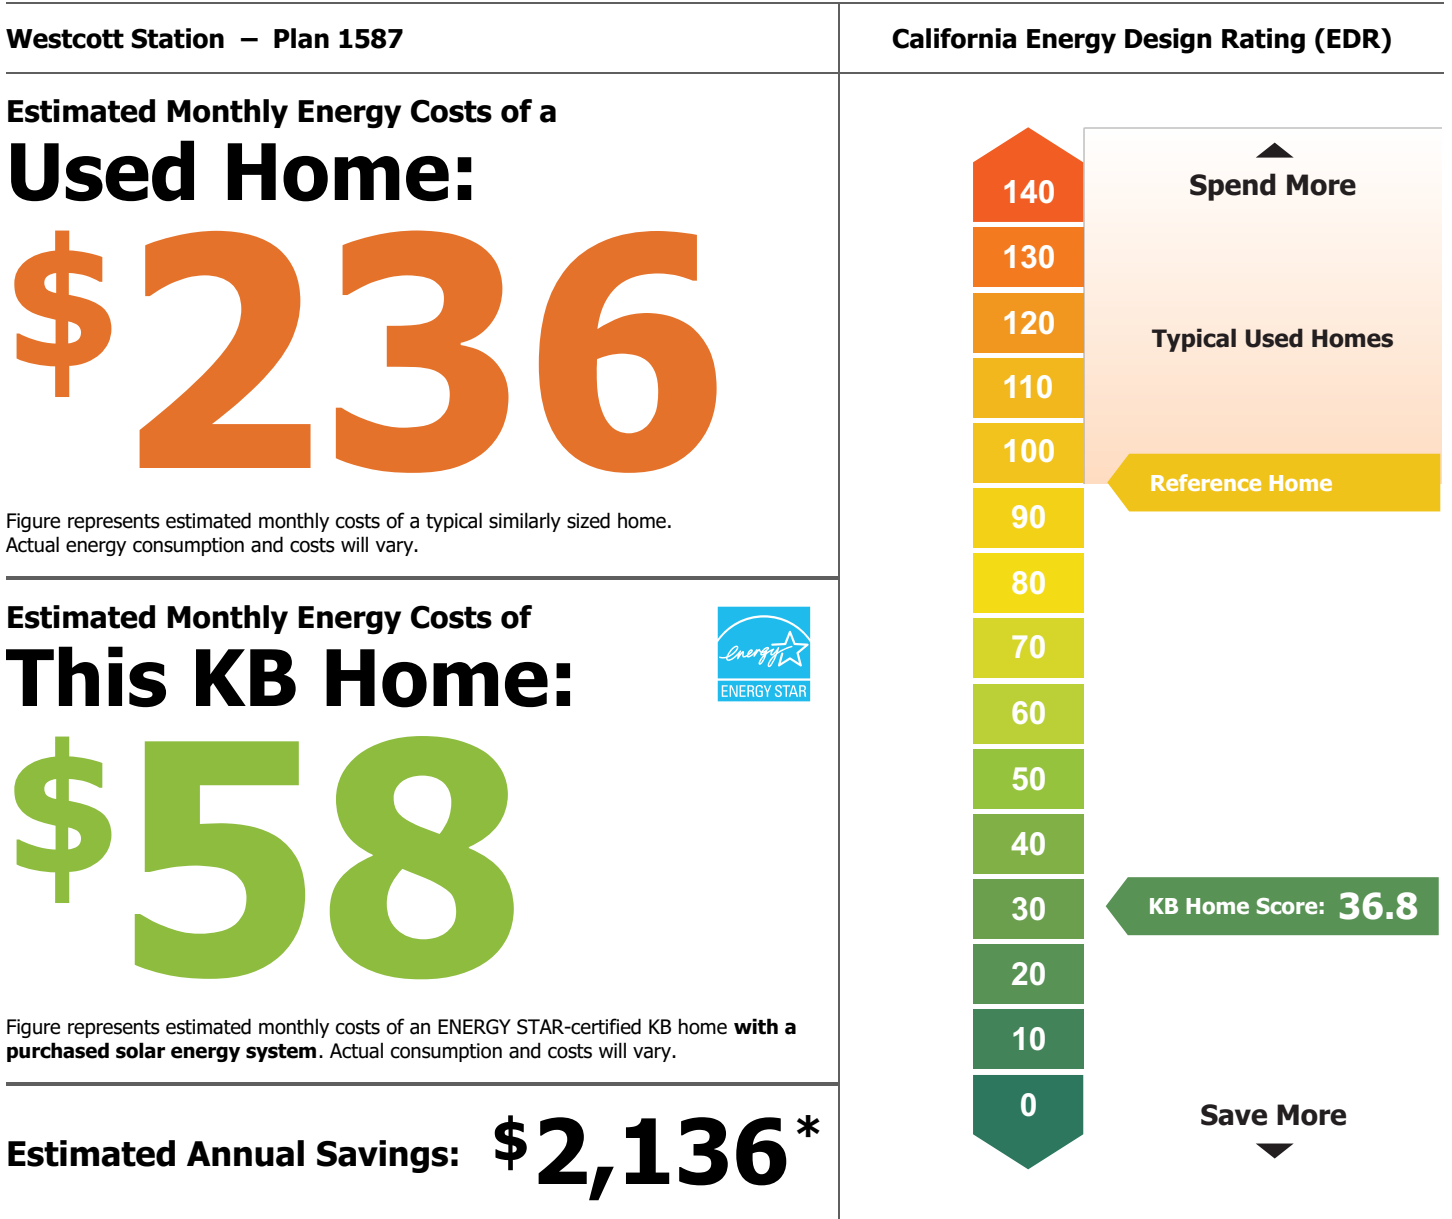 Westcott Station – Plan 1587
Estimated Monthly Energy Costs of a
Used Home:
$236
Figure represents estimated monthly costs of a typical similarly sized home.
Actual energy consumption and costs will vary.
Estimated Monthly Energy Costs of
This KB Home:
energy
ENERGY STAR
$58
Figure represents estimated monthly costs of an ENERGY STAR-certified KB home with a
purchased solar energy system. Actual consumption and costs will vary.
Estimated Annual Savings: $2,136*
California Energy Design Rating (EDR)
140
Spend More
130
120
Typical Used Homes
110
100
Reference Home
90
80
70
60
50
40
30
KB Home Score: 36.8
20
10
0
Save More